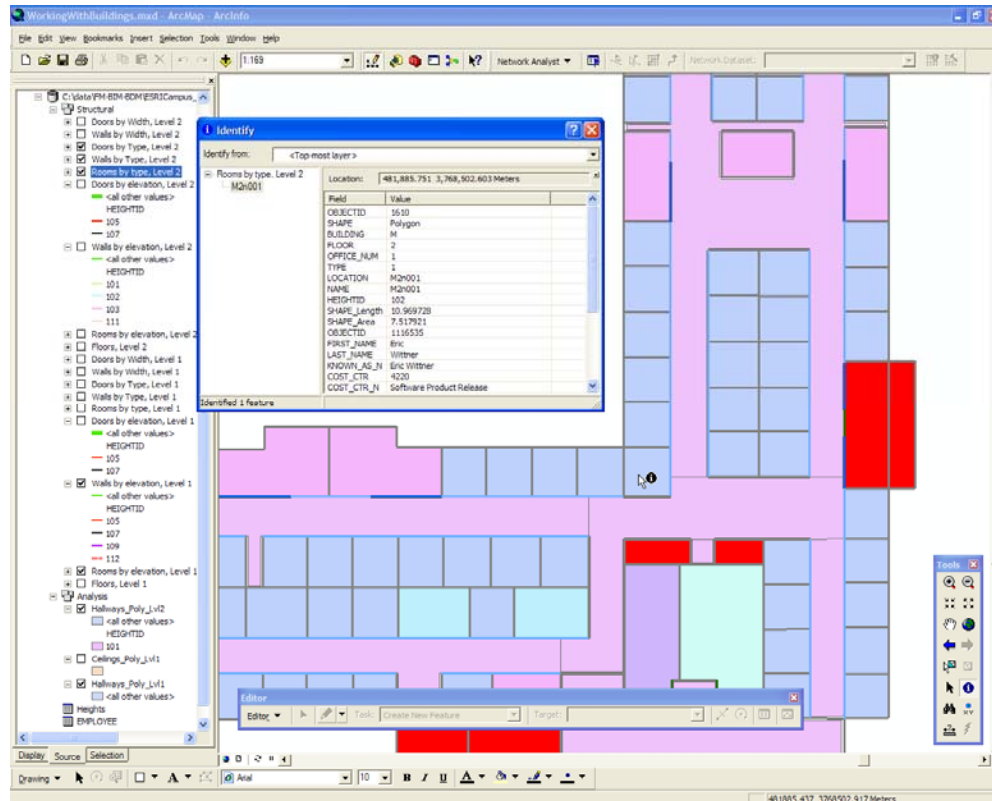 WorkingWithBuildings.mxd - ArcMap - ArcInfo
File Edit View Bookmarks Insert Selection Tools Window Help
1:169
Network Analyst
Network Dataset:
C:\data\FM-BIM-BDM\ESRICampus_
Structural
Doors by Width, Level 2
Walls by Width, Level 2
Doors by Type, Level 2
Walls by Type, Level 2
Rooms by type, Level 2
Doors by elevation, Level 2
<all other values>
HEIGHTID
105
107
Walls by elevation, Level 2
<all other values>
HEIGHTID
101
102
103
111
Rooms by elevation, Level 2
Floors, Level 2
Doors by Width, Level 1
Walls by Width, Level 1
Doors by Type, Level 1
Walls by Type, Level 1
Rooms by type, Level 1
Doors by elevation, Level 1
<all other values>
HEIGHTID
105
107
Walls by elevation, Level 1
<all other values>
HEIGHTID
105
107
109
112
Rooms by elevation, Level 1
Floors, Level 1
Analysis
Hallways_Poly_Lvl2
<all other values>
HEIGHTID
101
Ceilings_Poly_Lvl1
Hallways_Poly_Lvl1
<all other values>
Heights
EMPLOYEE
Display Source Selection
Identify
Identify from: <Top-most layer>
Rooms by type, Level 2
M2n001
Location: 481,885.751 3,768,502.603 Meters
Field Value
OBJECTID 1610
SHAPE Polygon
BUILDING M
FLOOR 2
OFFICE_NUM 1
TYPE 1
LOCATION M2n001
NAME M2n001
HEIGHTID 102
SHAPE_Length 10.969728
SHAPE_Area 7.517921
OBJECTID 1116535
FIRST_NAME Eric
LAST_NAME Wittner
KNOWN_AS_N Eric Wittner
COST_CTR 4220
COST_CTR_N Software Product Release
Identified 1 feature
Tools
Editor
Editor Task: Create New Feature Target:
Drawing A Arial 10 B I U A
481885.437 3768502.917 Meters